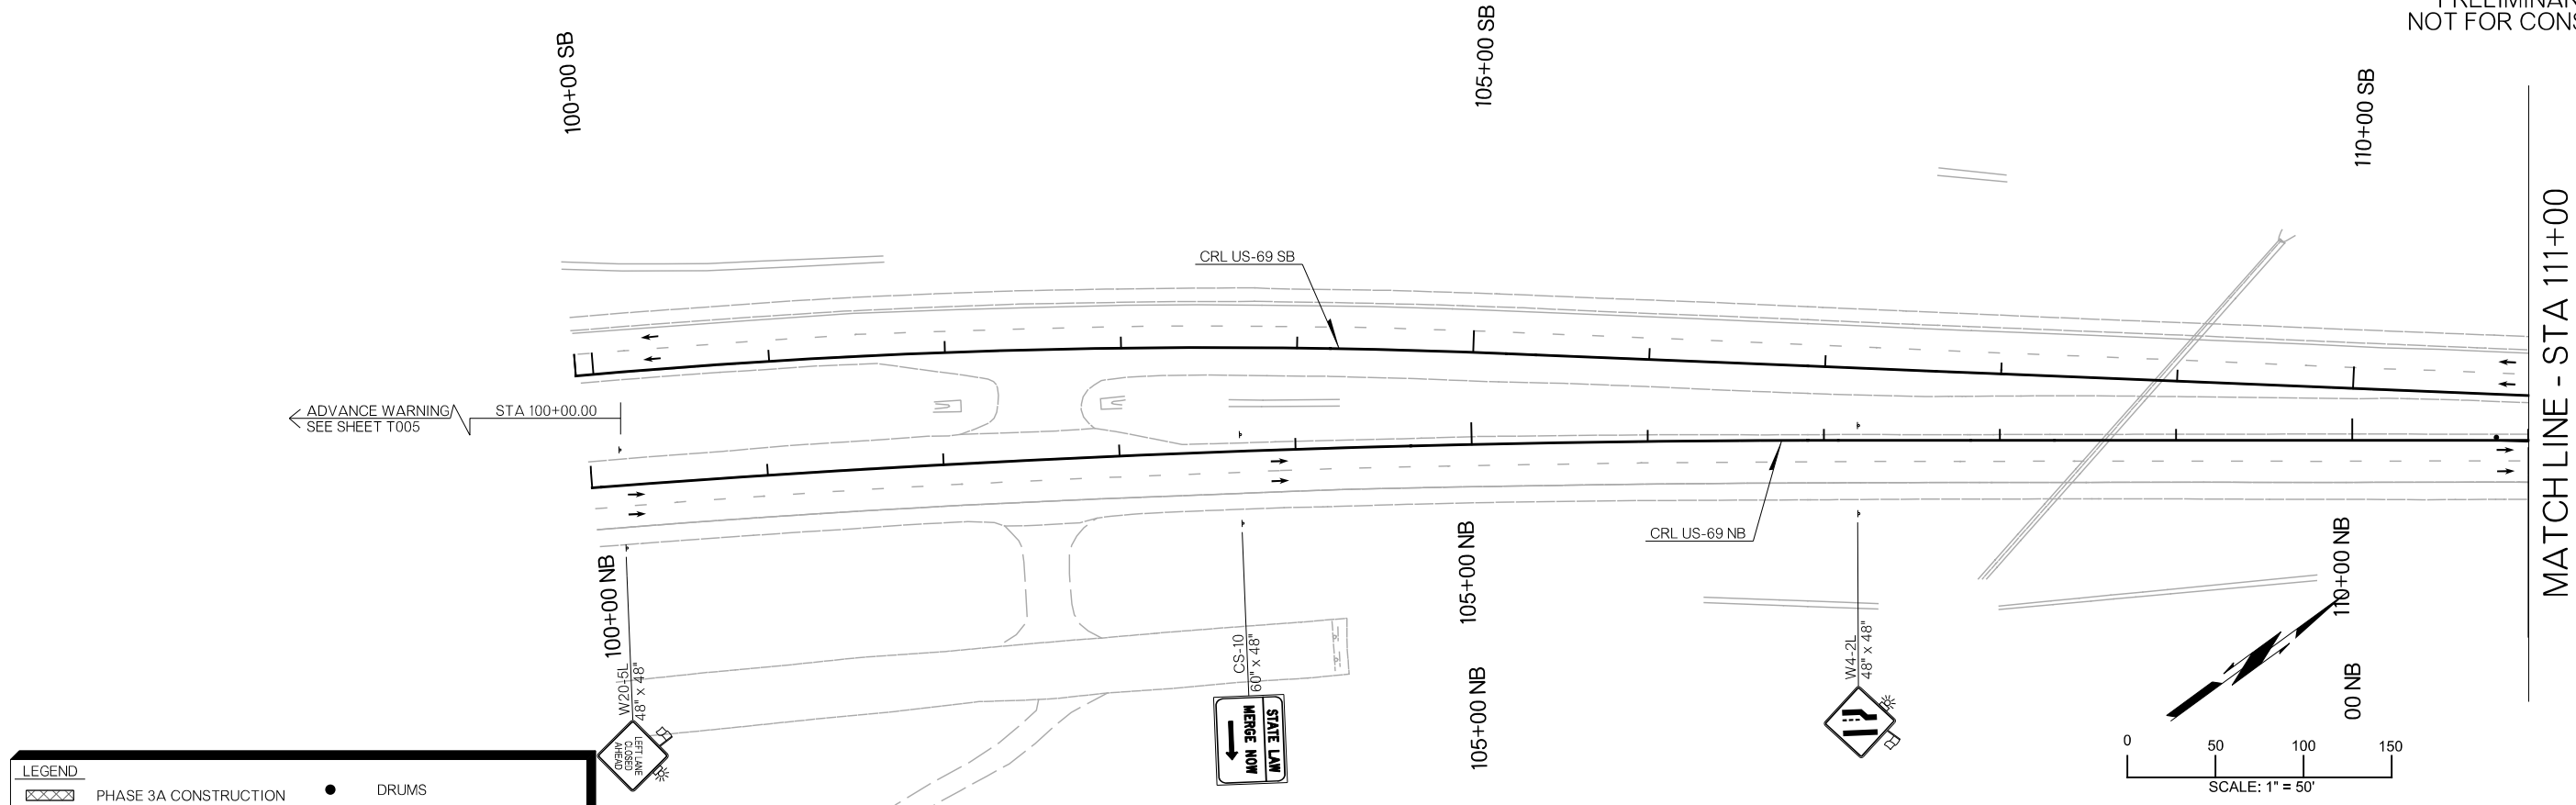 NOT FOR CONS
100+00 SB
105+00 SB
110+00 SB
MATCH LINE - STA 111+00
CRL US-69 SB
ADVANCE WARNING
SEE SHEET T005
STA 100+00.00
CRL US-69 NB
100+00 NB
105+00 NB
110+00 NB
W20-5L
48" x 48"
CS-10
60" x 48"
W4-2L
48" x 48"
105+00 NB
00 NB
LEFT LANE
CLOSED
AHEAD
STATE LAW
MERGE NOW
0 50 100 150
SCALE: 1" = 50'
LEGEND
PHASE 3A CONSTRUCTION
DRUMS